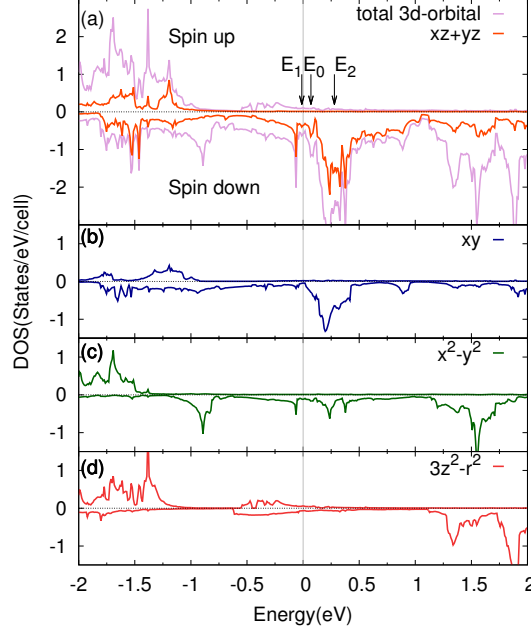 (a)
total 3d-orbital
Spin up
xz+yz
E₁ E₀ E₂
2
1
0
-1
-2
Spin down
DOS(States/eV/cell)
(b)
xy
1
0
-1
(c)
x²-y²
1
0
-1
(d)
3z²-r²
1
0
-1
-2 -1.5 -1 -0.5 0 0.5 1 1.5 2
Energy(eV)